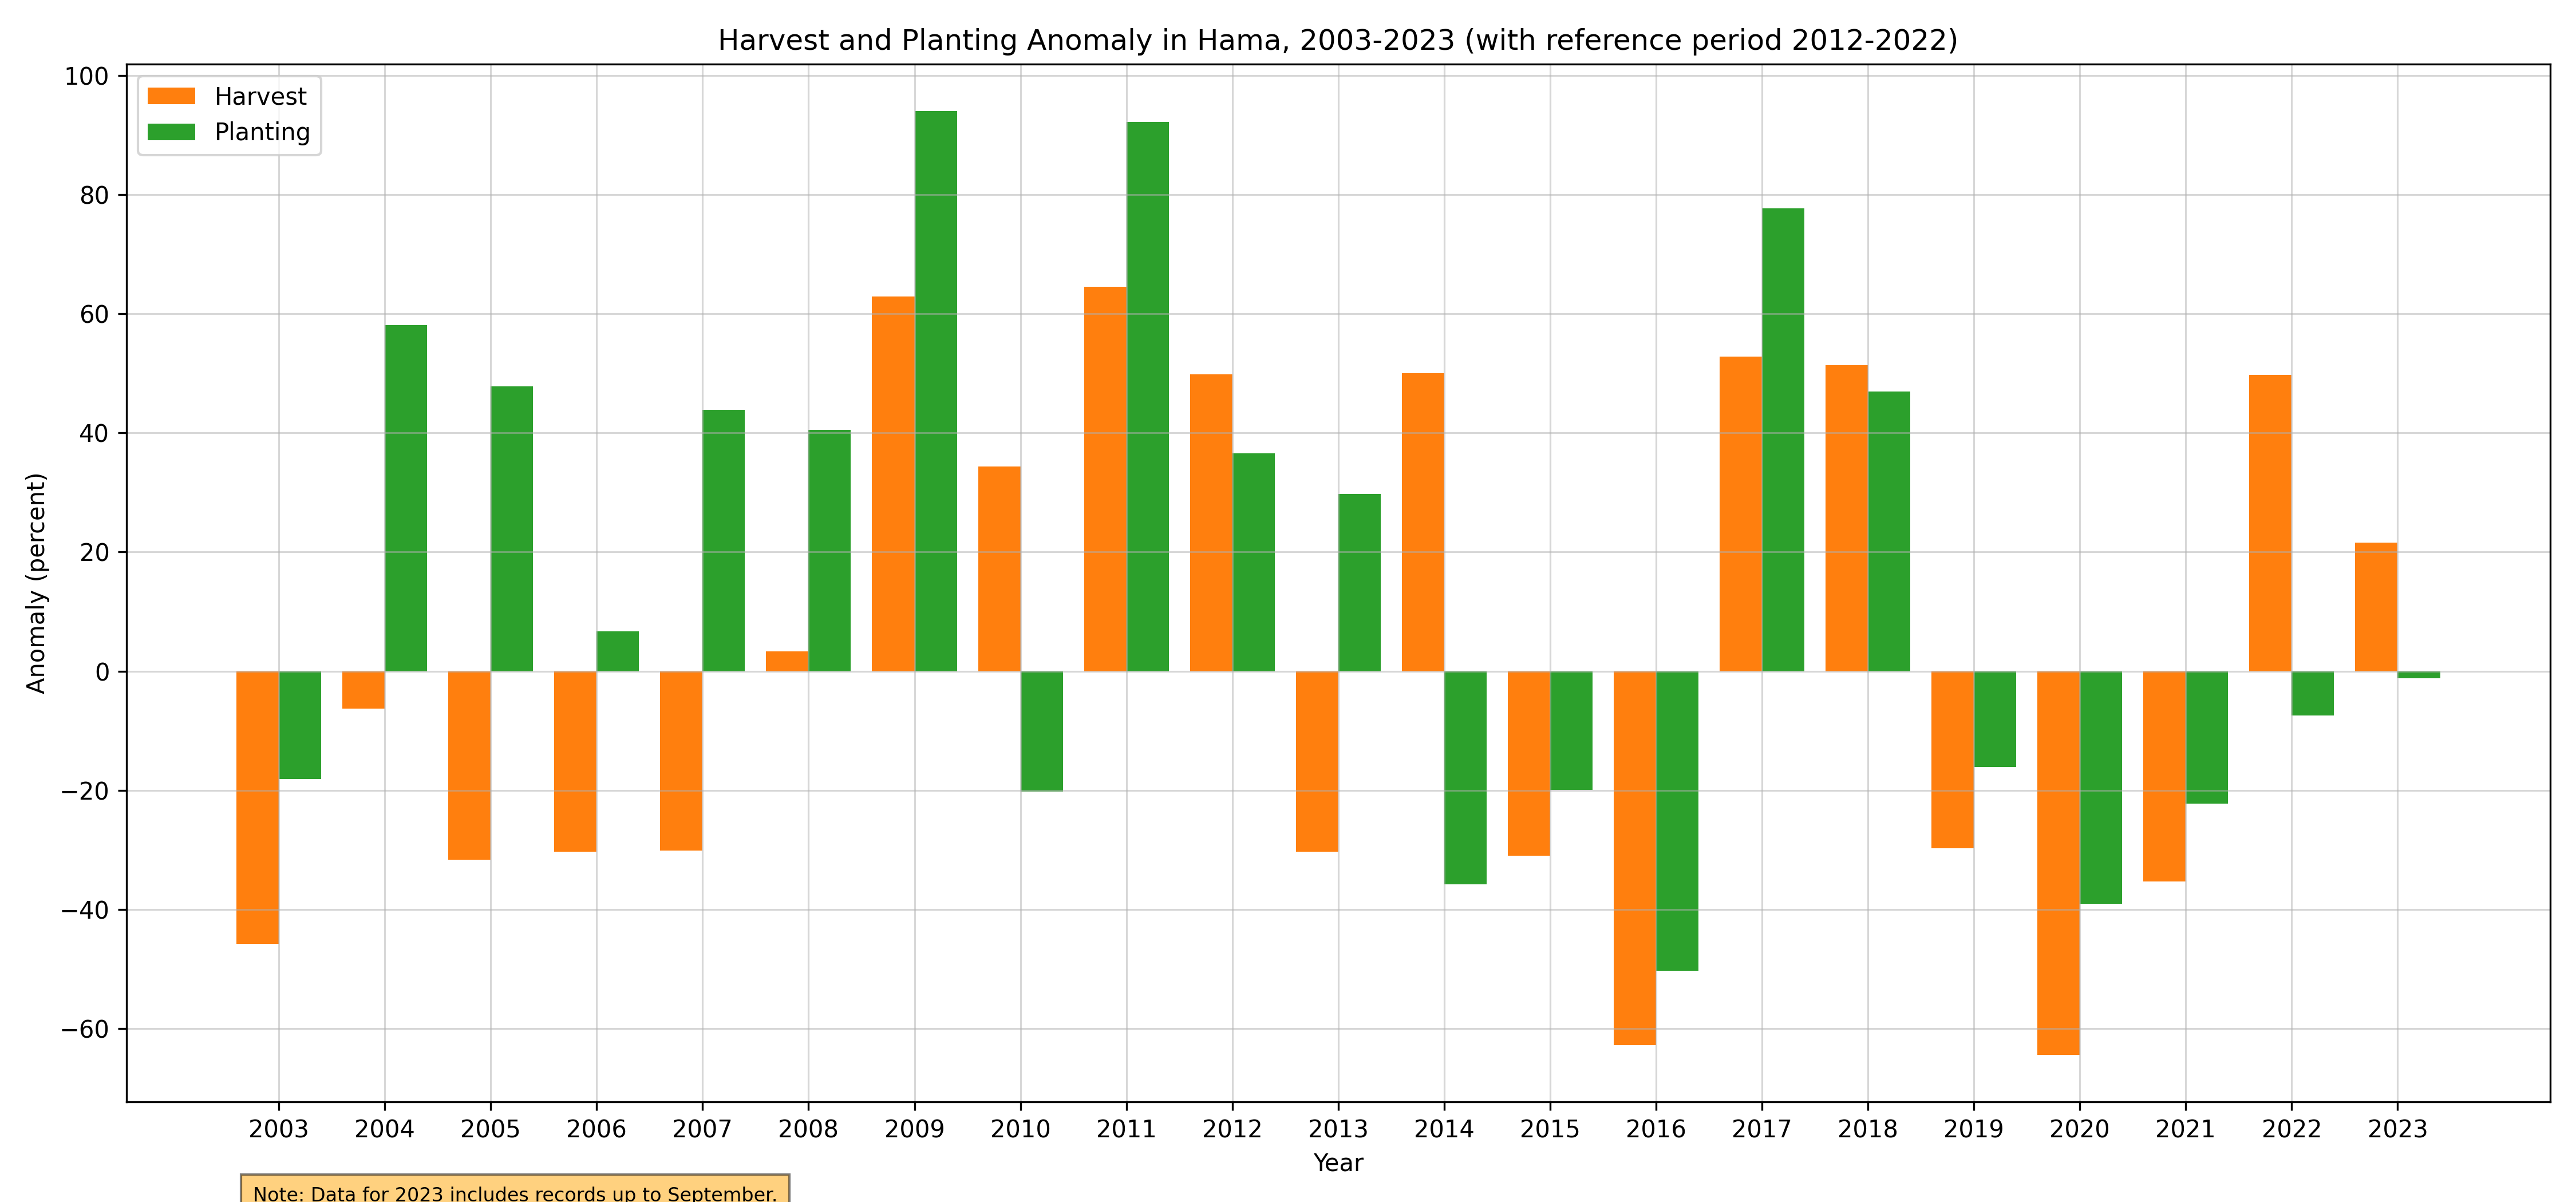 Harvest and Planting Anomaly in Hama, 2003-2023 (with reference period 2012-2022)
Harvest
Planting
Anomaly (percent)
100
80
60
40
20
0
−20
−40
−60
2003 2004 2005 2006 2007 2008 2009 2010 2011 2012 2013 2014 2015 2016 2017 2018 2019 2020 2021 2022 2023
Year
Note: Data for 2023 includes records up to September.